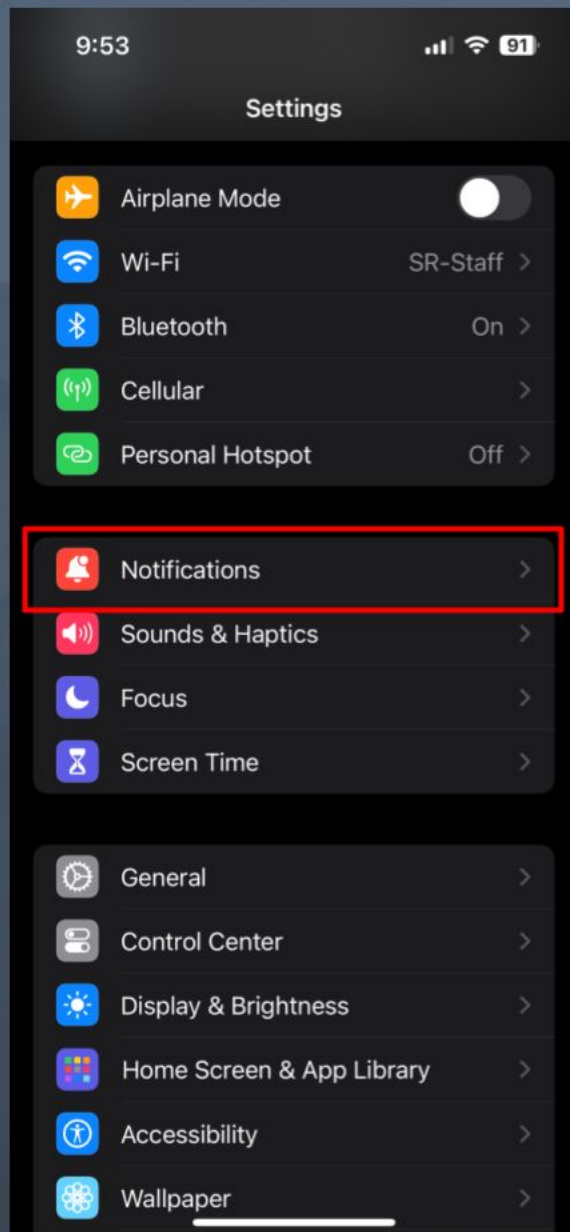 9:53 91
Settings
Airplane Mode
Wi-Fi SR-Staff
Bluetooth On
Cellular
Personal Hotspot Off
Notifications
Sounds & Haptics
Focus
Screen Time
General
Control Center
Display & Brightness
Home Screen & App Library
Accessibility
Wallpaper